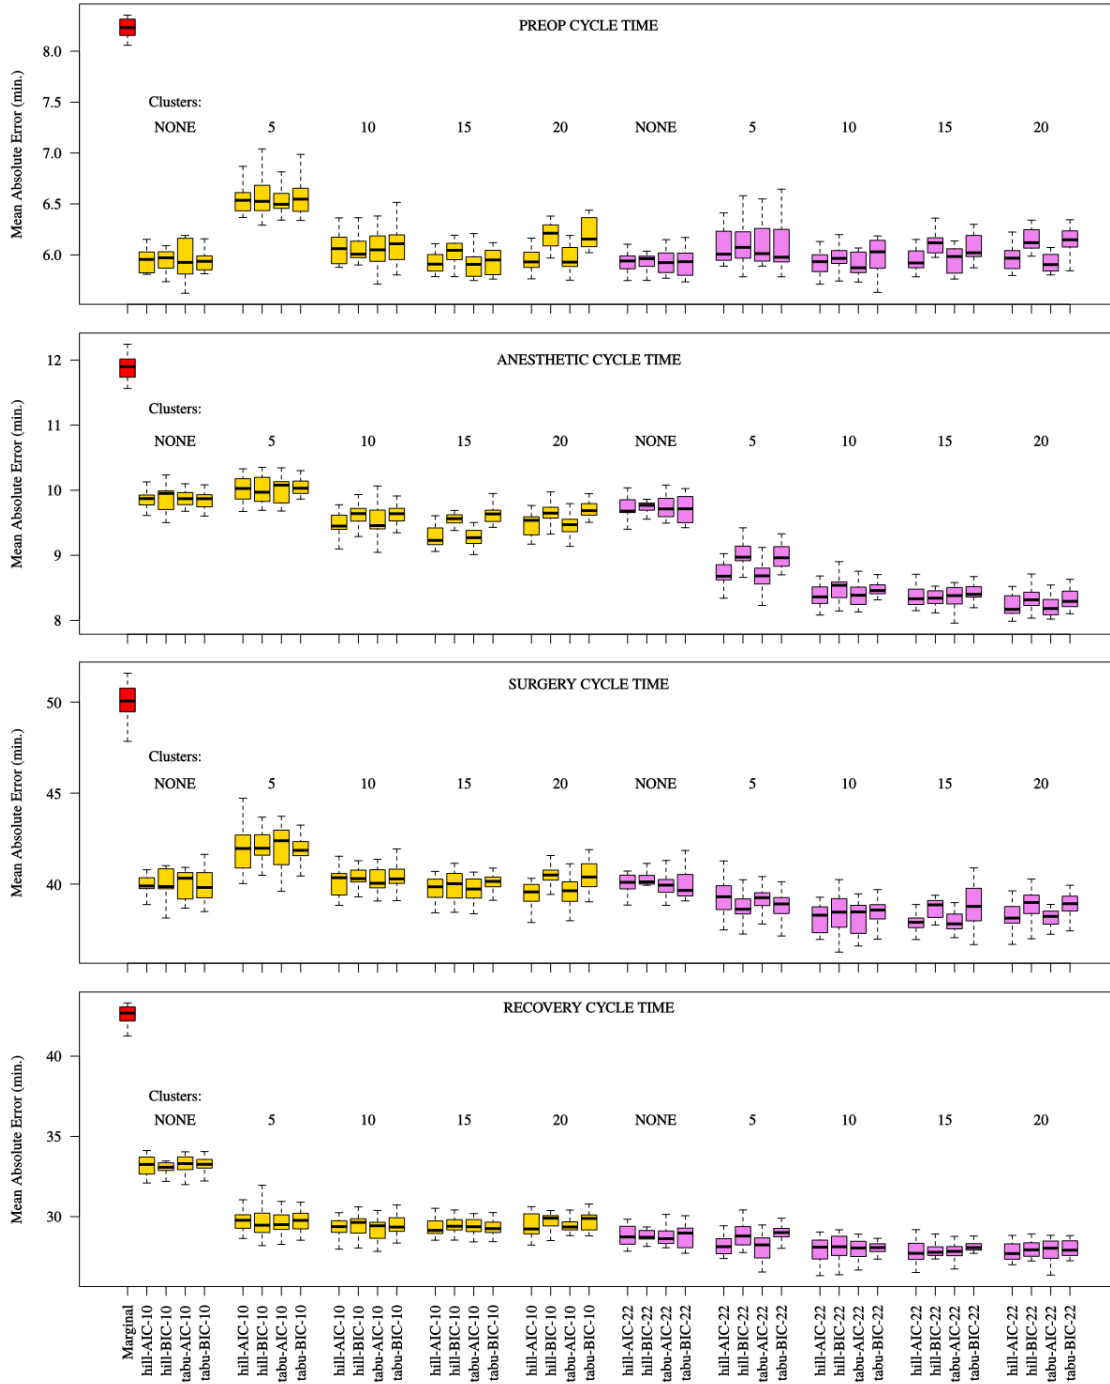 PREOP CYCLE TIME
Mean Absolute Error (min.)
8.0
7.5
7.0
6.5
6.0
Clusters:
NONE 5 10 15 20 NONE 5 10 15 20
ANESTHETIC CYCLE TIME
Mean Absolute Error (min.)
12
11
10
9
8
Clusters:
NONE 5 10 15 20 NONE 5 10 15 20
SURGERY CYCLE TIME
Mean Absolute Error (min.)
50
45
40
Clusters:
NONE 5 10 15 20 NONE 5 10 15 20
RECOVERY CYCLE TIME
Mean Absolute Error (min.)
40
35
30
Clusters:
NONE 5 10 15 20 NONE 5 10 15 20
Marginal
hill-AIC-10
hill-BIC-10
tabu-AIC-10
tabu-BIC-10
hill-AIC-10
hill-BIC-10
tabu-AIC-10
tabu-BIC-10
hill-AIC-10
hill-BIC-10
tabu-AIC-10
tabu-BIC-10
hill-AIC-10
hill-BIC-10
tabu-AIC-10
tabu-BIC-10
hill-AIC-10
hill-BIC-10
tabu-AIC-10
tabu-BIC-10
hill-AIC-22
hill-BIC-22
tabu-AIC-22
tabu-BIC-22
hill-AIC-22
hill-BIC-22
tabu-AIC-22
tabu-BIC-22
hill-AIC-22
hill-BIC-22
tabu-AIC-22
tabu-BIC-22
hill-AIC-22
hill-BIC-22
tabu-AIC-22
tabu-BIC-22
hill-AIC-22
hill-BIC-22
tabu-AIC-22
tabu-BIC-22